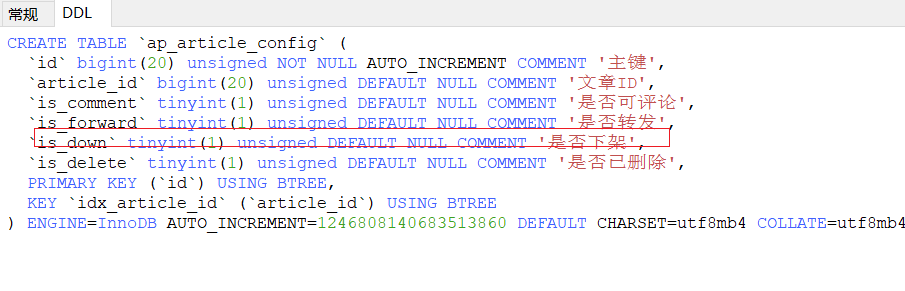 常规 DDL
CREATE TABLE `ap_article_config` (
`id` bigint(20) unsigned NOT NULL AUTO_INCREMENT COMMENT '主键',
`article_id` bigint(20) unsigned DEFAULT NULL COMMENT '文章ID',
`is_comment` tinyint(1) unsigned DEFAULT NULL COMMENT '是否可评论',
`is_forward` tinyint(1) unsigned DEFAULT NULL COMMENT '是否转发',
`is_down` tinyint(1) unsigned DEFAULT NULL COMMENT '是否下架',
`is_delete` tinyint(1) unsigned DEFAULT NULL COMMENT '是否已删除',
PRIMARY KEY (`id`) USING BTREE,
KEY `idx_article_id` (`article_id`) USING BTREE
) ENGINE=InnoDB AUTO_INCREMENT=1246808140683513860 DEFAULT CHARSET=utf8mb4 COLLATE=utf8mb4